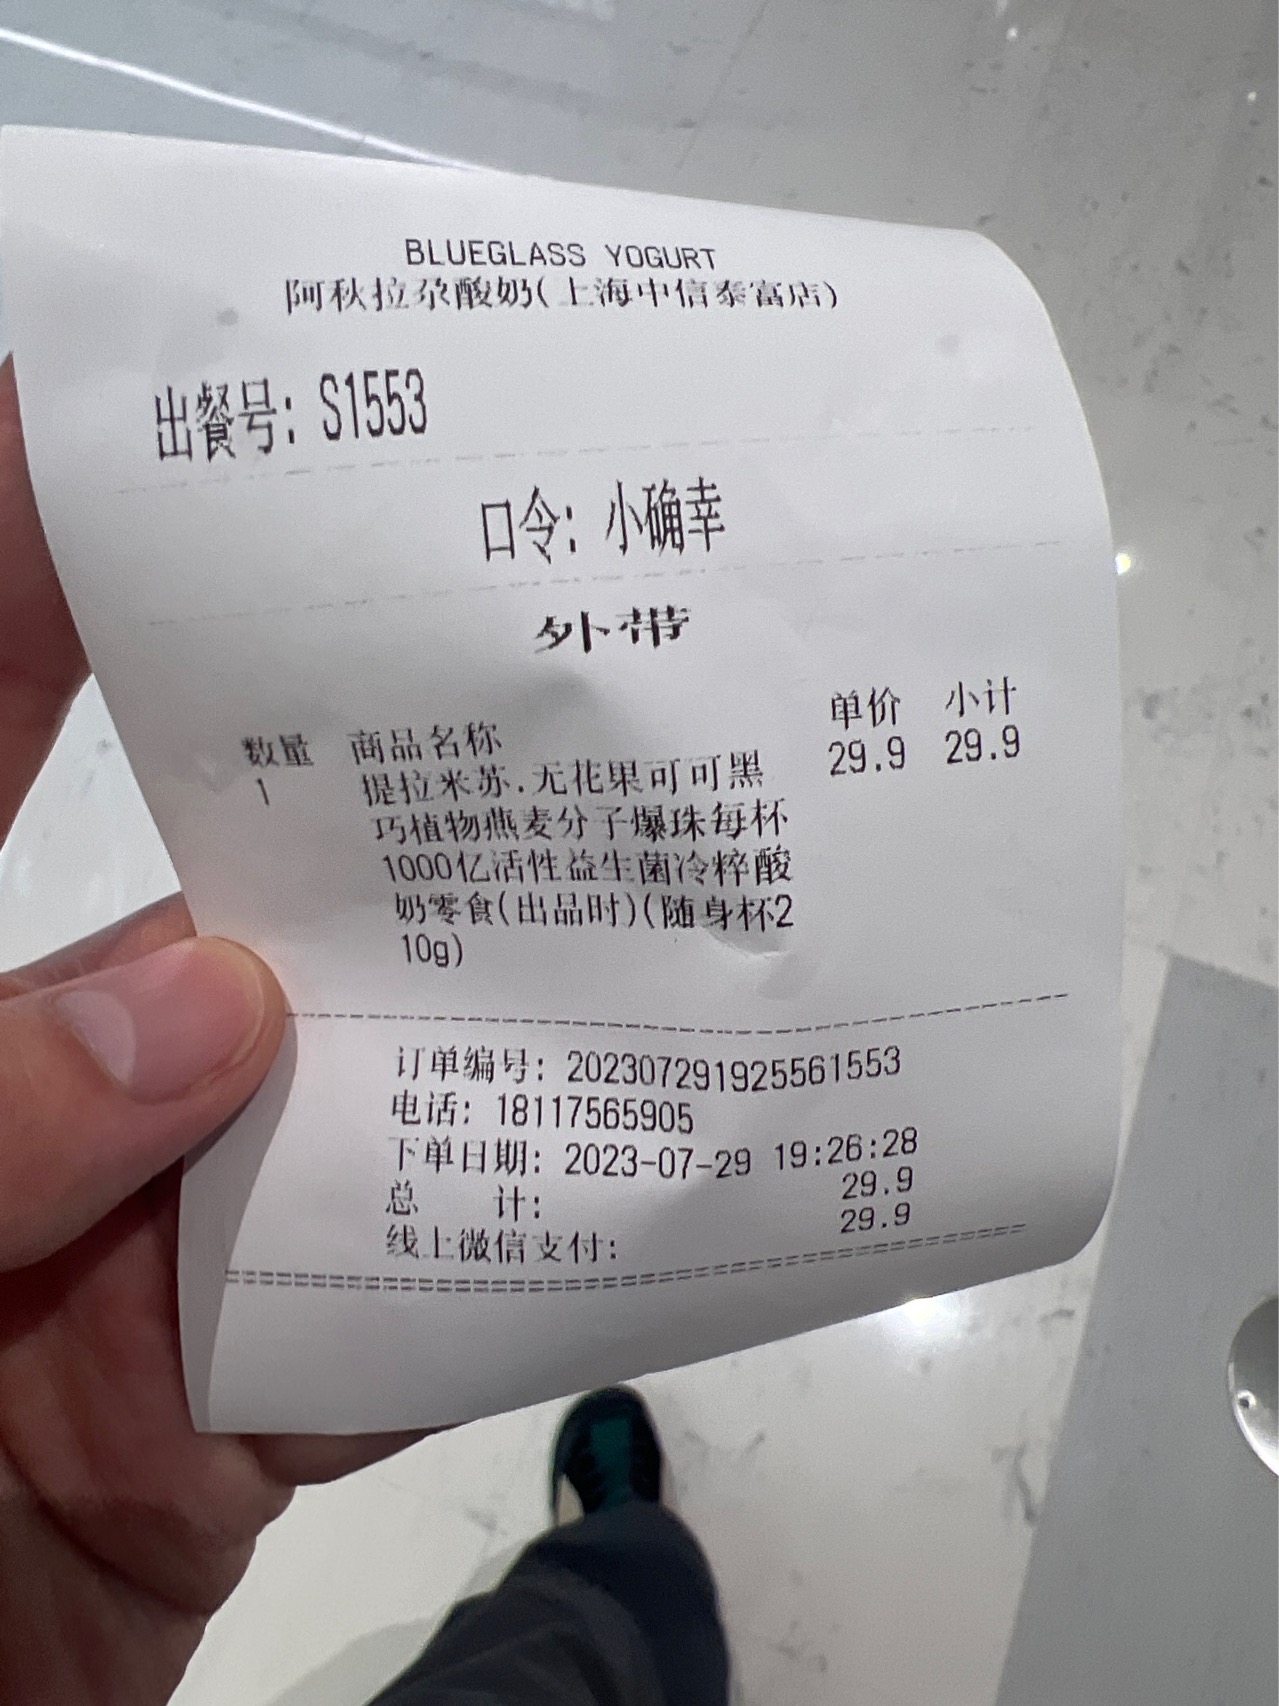 BLUEGLASS YOGURT
阿秋拉尕酸奶(上海中信泰富店)
出餐号: S1553
口令: 小确幸
外带
数量 商品名称 单价 小计
1 提拉米苏.无花果可可黑 29.9 29.9
巧植物燕麦分子爆珠每杯
1000亿活性益生菌冷粹酸
奶零食(出品时)(随身杯2
10g)
订单编号: 202307291925561553
电话: 18117565905
下单日期: 2023-07-29 19:26:28
总 计: 29.9
线上微信支付: 29.9